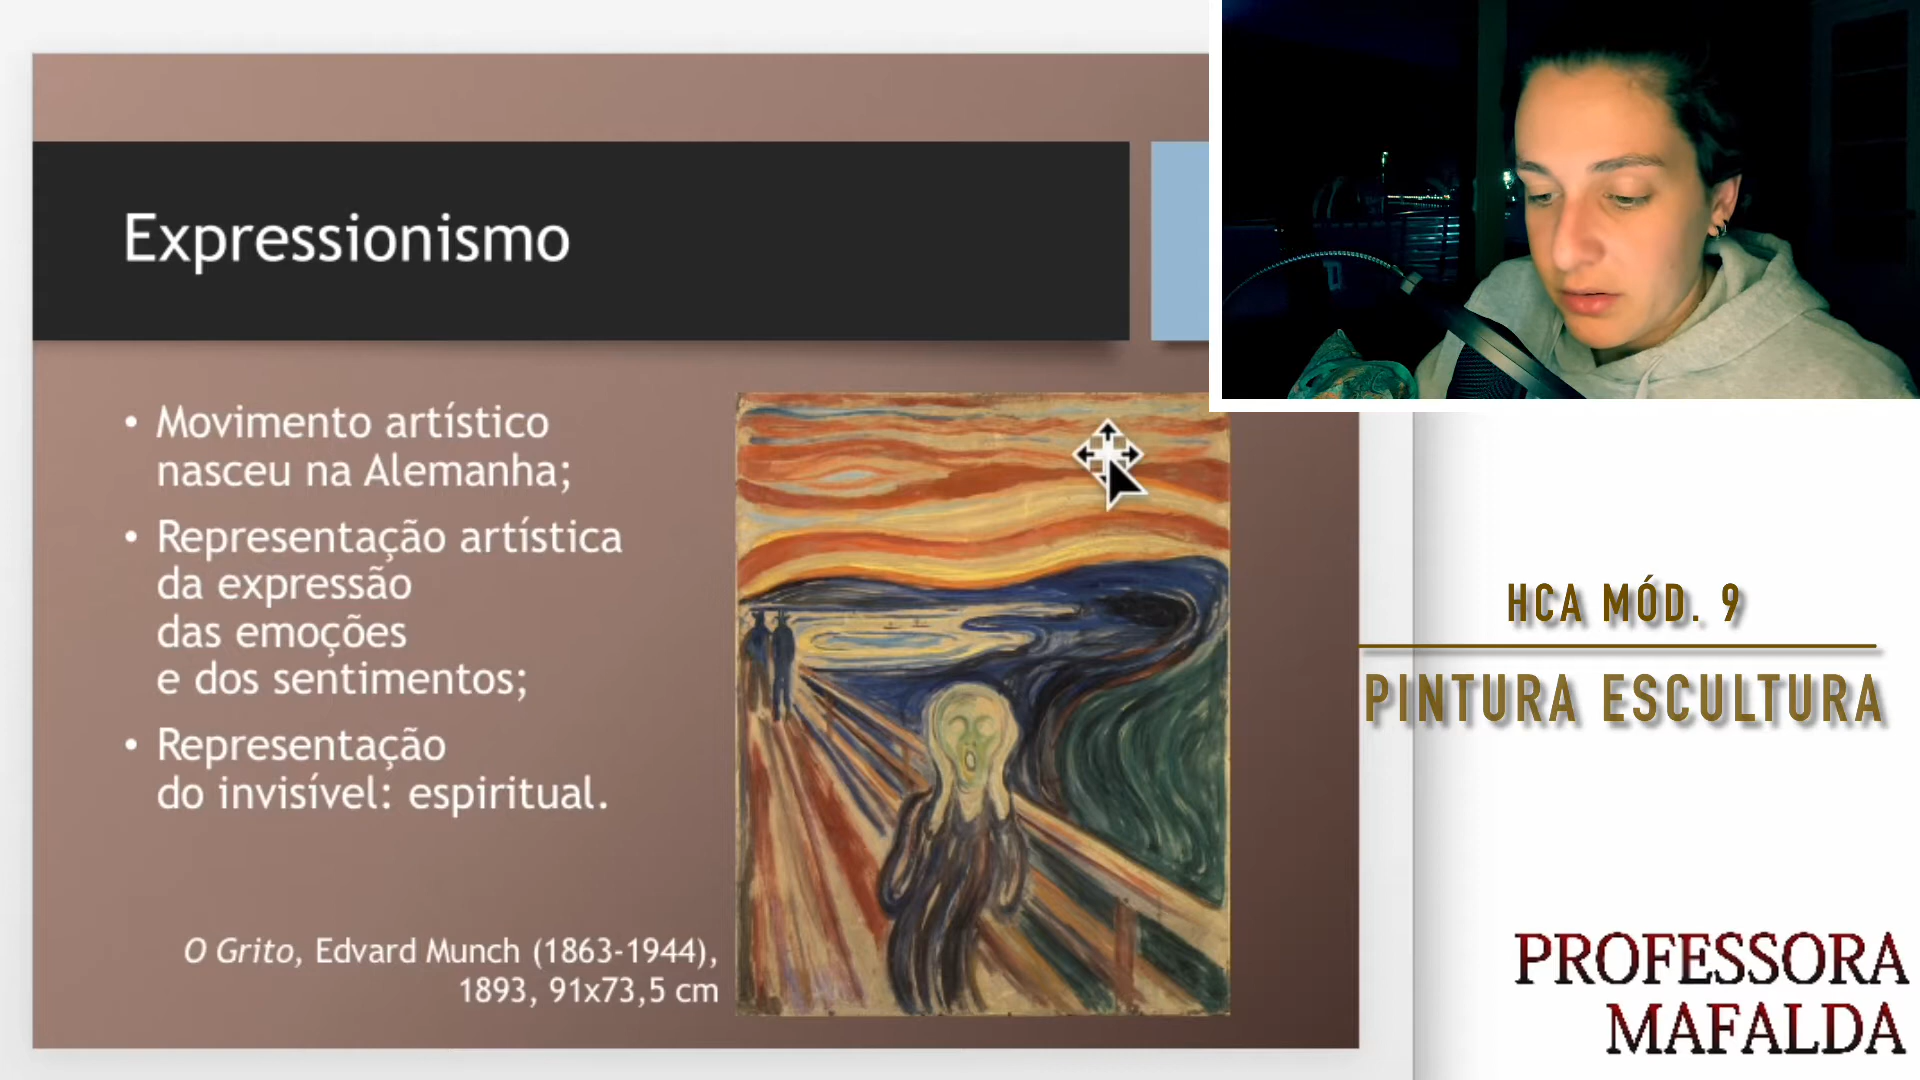 Expressionismo
• Movimento artístico
nasceu na Alemanha;
• Representação artística
da expressão
das emoções
e dos sentimentos;
• Representação
do invisível: espiritual.
O Grito, Edvard Munch (1863-1944),
1893, 91x73,5 cm
HCA MÓD. 9
PINTURA ESCULTURA
PROFESSORA
MAFALDA